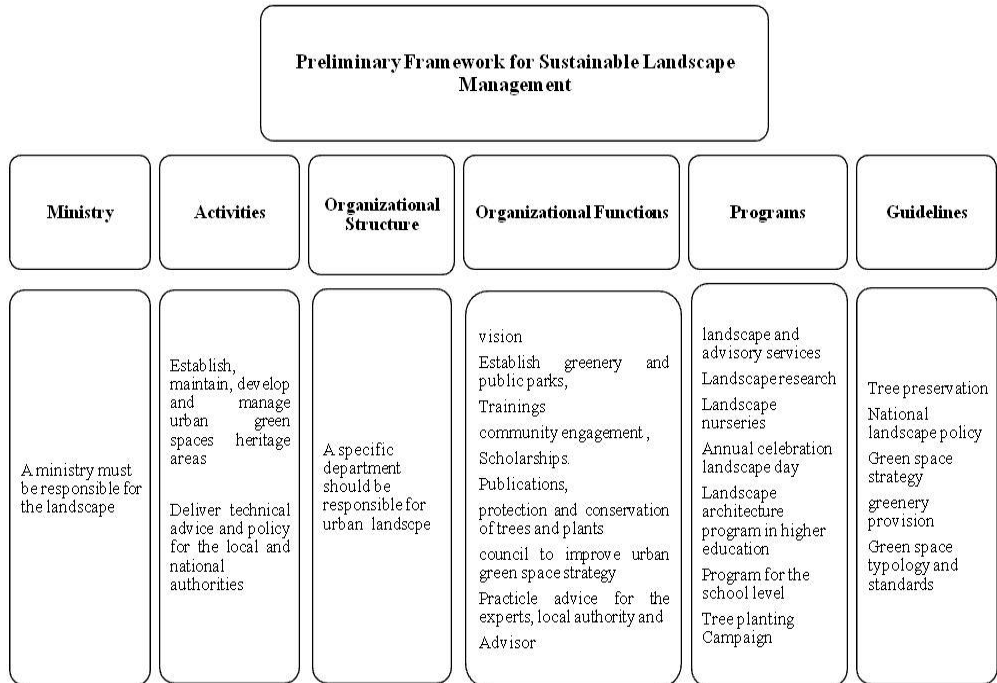 Preliminary Framework for Sustainable Landscape
Management
Ministry
Activities
Organizational
Structure
Organizational Functions
Programs
Guidelines
A ministry must
be responsible for
the landscape
Establish,
maintain, develop
and manage
urban green
spaces heritage
areas
Deliver technical
advice and policy
for the local and
national
authorities
A specific
department
should be
responsible for
urban landscpe
vision
Establish greenery and
public parks,
Trainings
community engagement ,
Scholarships.
Publications,
protection and conservation
of trees and plants
council to improve urban
green space strategy
Practicle advice for the
experts, local authority and
Advisor
landscape and
advisory services
Landscape research
Landscape
nurseries
Annual celebration
landscape day
Landscape
architecture
program in higher
education
Program for the
school level
Tree planting
Campaign
Tree preservation
National
landscape policy
Green space
strategy
greenery
provision
Green space
typology and
standards